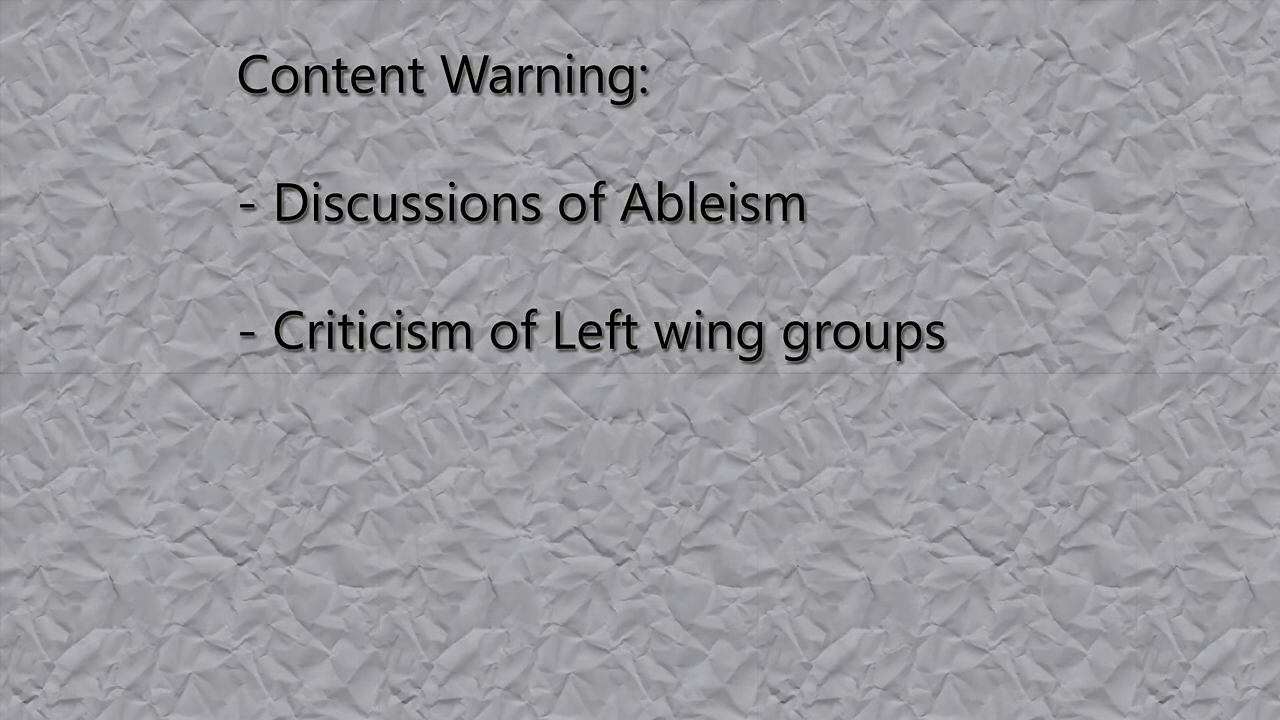 Content Warning:
- Discussions of Ableism
- Criticism of Left wing groups